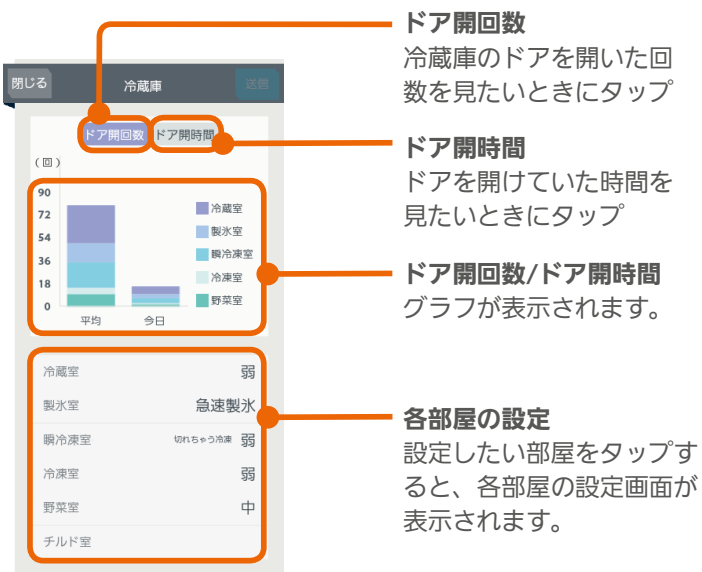 閉じる
冷蔵庫
送信
ドア開回数
ドア開時間
(回)
90
72
54
36
18
0
平均
今日
冷蔵室
製氷室
瞬冷凍室
冷凍室
野菜室
冷蔵室 弱
製氷室 急速製氷
瞬冷凍室 切れちゃう冷凍 弱
冷凍室 弱
野菜室 中
チルド室
ドア開回数
冷蔵庫のドアを開いた回
数を見たいときにタップ
ドア開時間
ドアを開けていた時間を
見たいときにタップ
ドア開回数/ドア開時間
グラフが表示されます。
各部屋の設定
設定したい部屋をタップす
ると、各部屋の設定画面が
表示されます。